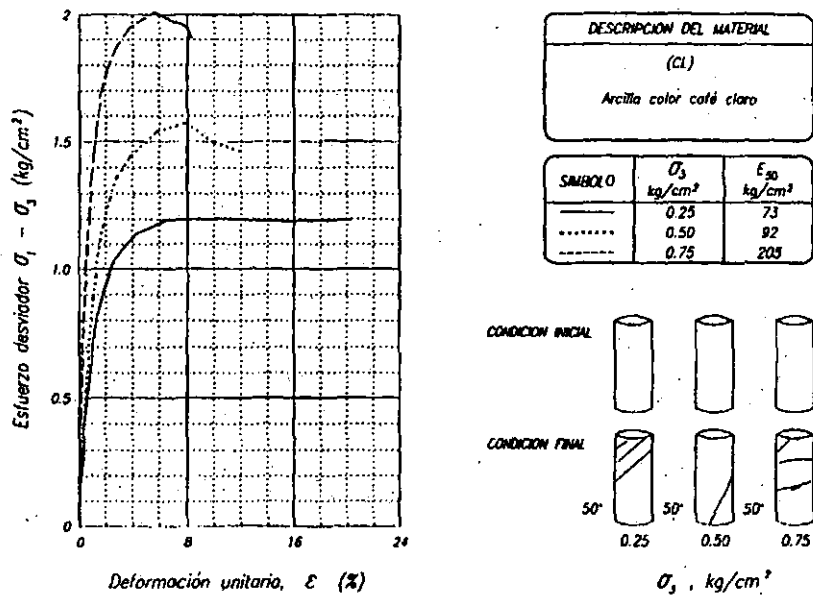 Esfuerzo desviador σ₁ - σ₃ (kg/cm²)
2
1.5
1.0
0.5
0
0 8 16 24
Deformación unitaria, ε (%)
DESCRIPCION DEL MATERIAL
(CL)
Arcilla color café claro
SIMBOLO σ₃ kg/cm² E₅₀ kg/cm²
0.25 73
0.50 92
0.75 205
CONDICION INICIAL
CONDICION FINAL
50° 50° 50°
0.25 0.50 0.75
σ₃ , kg/cm²